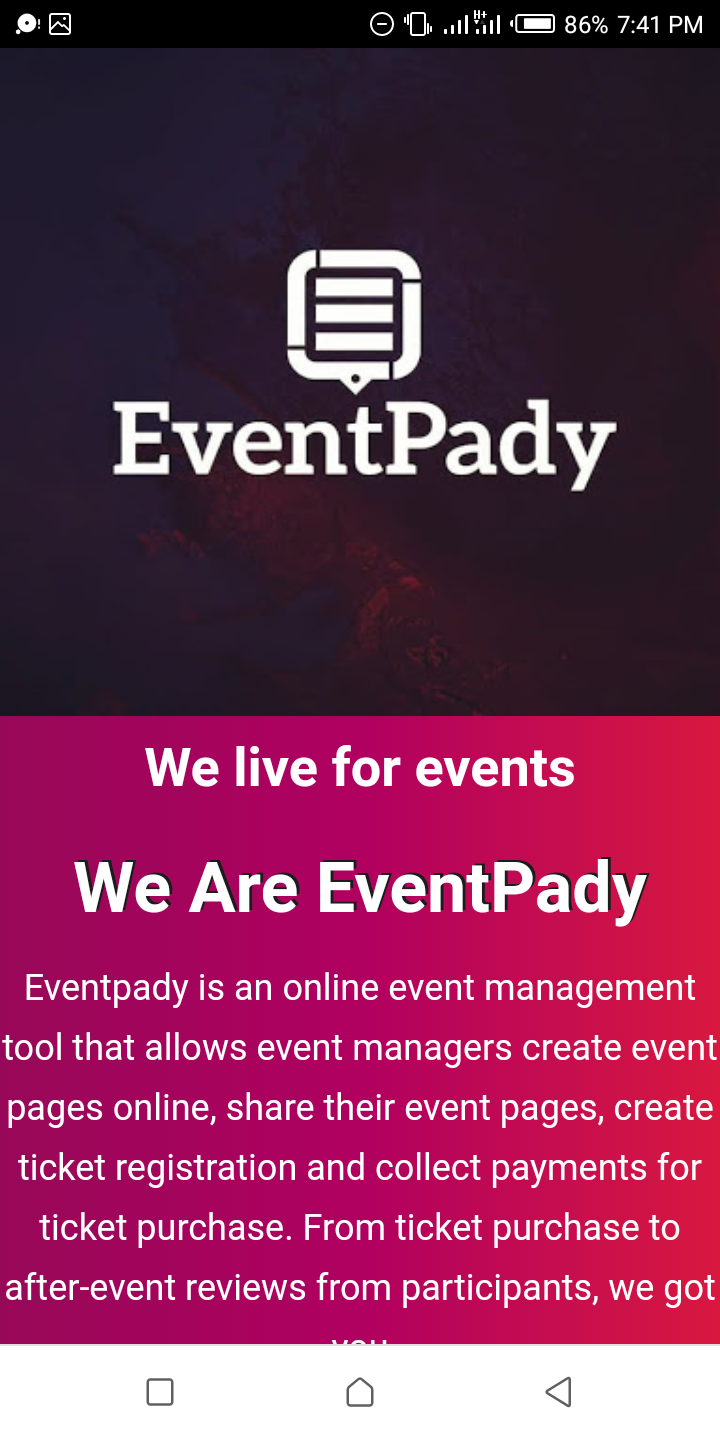 86% 7:41 PM
EventPady
We live for events
We Are EventPady
Eventpady is an online event management
tool that allows event managers create event
pages online, share their event pages, create
ticket registration and collect payments for
ticket purchase. From ticket purchase to
after-event reviews from participants, we got
you